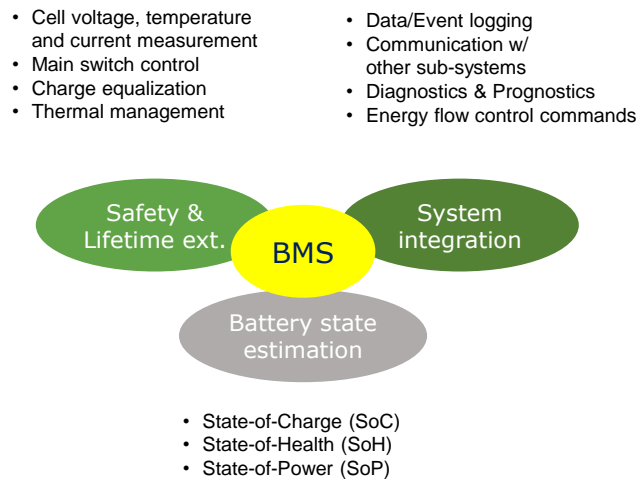 • Cell voltage, temperature
and current measurement
• Main switch control
• Charge equalization
• Thermal management
• Data/Event logging
• Communication w/
other sub-systems
• Diagnostics & Prognostics
• Energy flow control commands
Safety &
Lifetime ext.
BMS
System
integration
Battery state
estimation
• State-of-Charge (SoC)
• State-of-Health (SoH)
• State-of-Power (SoP)